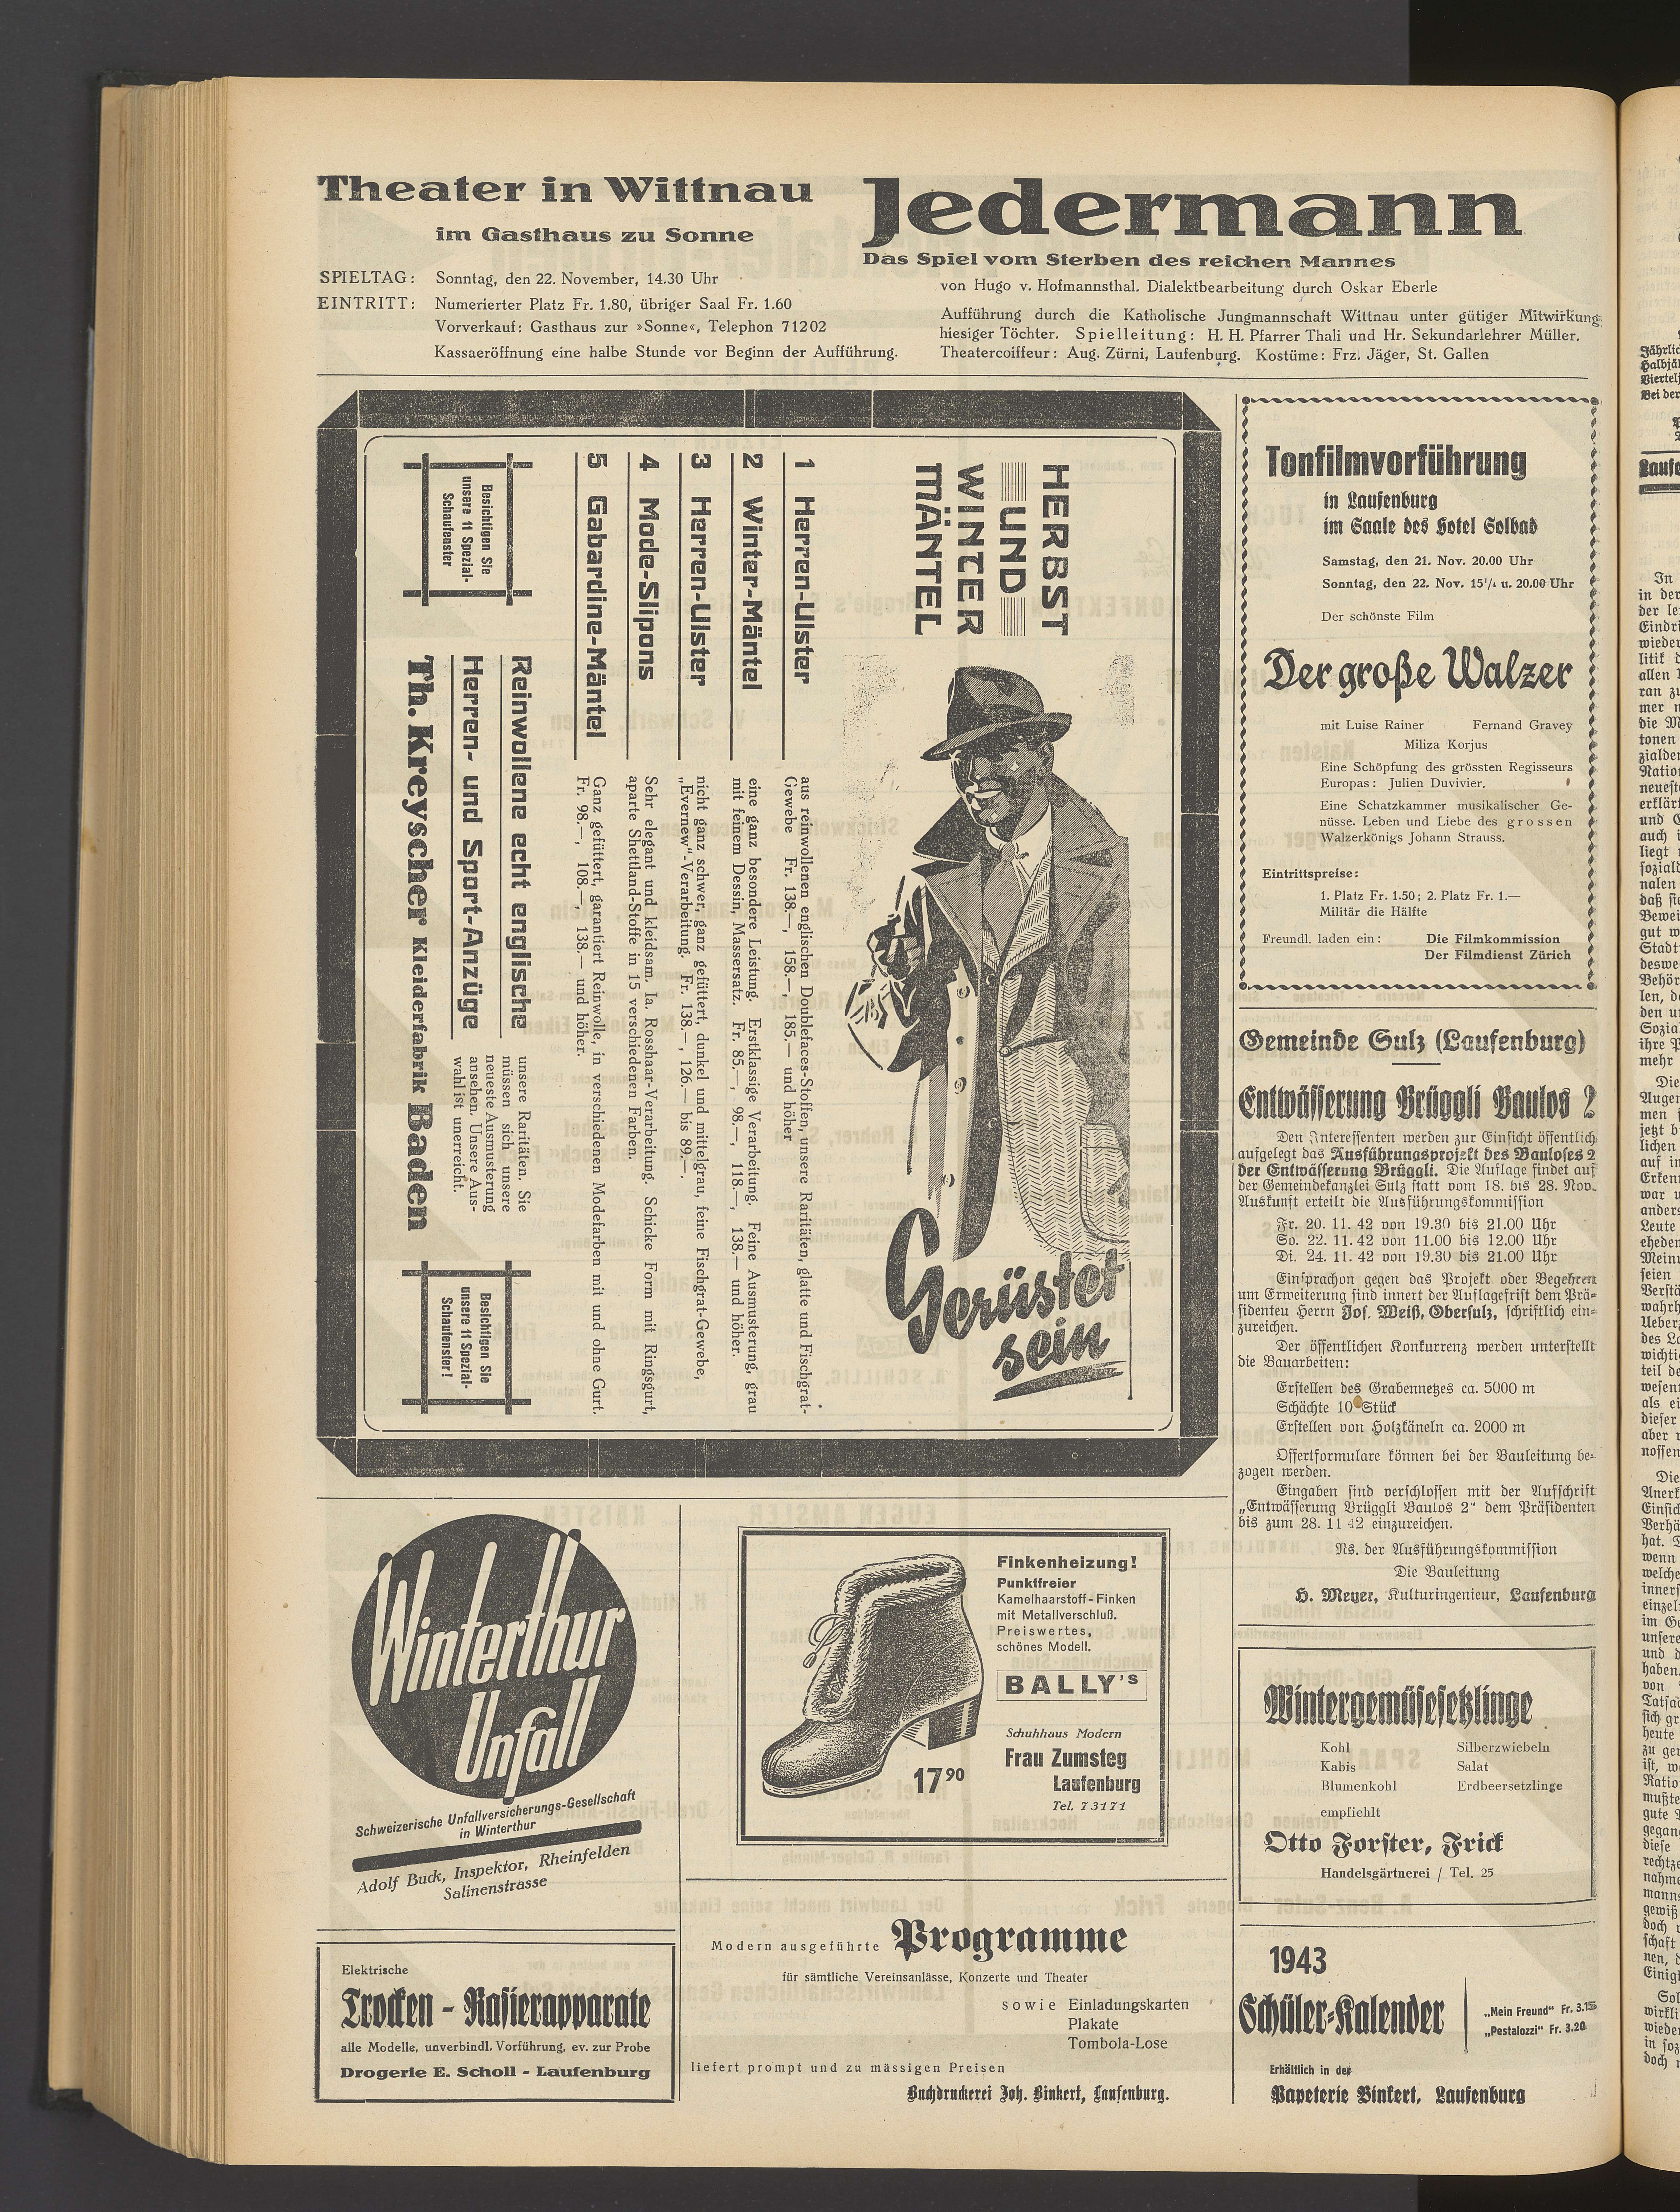 Theater in Wittnau
im Gasthaus zu Sonne
SPIELTAG: Sonntag, den 22. November, 14.30 Uhr
EINTRITT: Numerierter Platz Fr. 1.80, übriger Saal Fr. 1.60
Vorverkauf: Gasthaus zur »Sonne«, Telephon 71202
Kassaeröffnung eine halbe Stunde vor Beginn der Aufführung.
Jedermann
Das Spiel vom Sterben des reichen Mannes
von Hugo v. Hofmannsthal. Dialektbearbeitung durch Oskar Eberle
Aufführung durch die Katholische Jungmannschaft Wittnau unter gütiger Mitwirkung
hiesiger Töchter. Spielleitung: H. H. Pfarrer Thali und Hr. Sekundarlehrer Müller.
Theatercoiffeur: Aug. Zürni, Laufenburg. Kostüme: Frz. Jäger, St. Gallen
HERBST
UND
WINTER
MÄNTEL
Gerüstet
sein
1 Herren-Ulster
aus reinwollenen englischen Doublefaces-Stoffen, unsere Raritäten, glatte und Fischgrat-
Gewebe Fr. 138.—, 158.—, 185.— und höher
2 Winter-Mäntel
eine ganz besondere Leistung. Erstklassige Verarbeitung. Feine Ausmusterung, grau
mit feinem Dessin, Massersatz. Fr. 85.—, 98.—, 118.—, 138.— und höher.
3 Herren-Ulster
nicht ganz schwer, ganz gefüttert, dunkel und mittelgrau, feine Fischgrat-Gewebe,
„Evernew"-Verarbeitung. Fr. 138.—, 126.— bis 89.—.
4 Mode-Slipons
Sehr elegant und kleidsam. Ia. Rosshaar-Verarbeitung. Schicke Form mit Ringsgurt,
aparte Shettland-Stoffe in 15 verschiedenen Farben.
5 Gabardine-Mäntel
Ganz gefüttert, garantiert Reinwolle, in verschiedenen Modefarben mit und ohne Gurt.
Fr. 98.—, 108.—, 138.— und höher.
Besichtigen Sie
unsere 11 Spezial-
Schaufenster
Reinwollene echt englische
Herren- und Sport-Anzüge
unsere Raritäten. Sie
müssen sich unsere
neueste Ausmusterung
ansehen. Unsere Aus-
wahl ist unerreicht.
Th. Kreyscher Kleiderfabrik Baden
Besichtigen Sie
unsere 11 Spezial-
Schaufenster!
Tonfilmvorführung
in Laufenburg
im Saale des Hotel Solbad
Samstag, den 21. Nov. 20.00 Uhr
Sonntag, den 22. Nov. 15¼ u. 20.00 Uhr
Der schönste Film
Der große Walzer
mit Luise Rainer Fernand Gravey
Miliza Korjus
Eine Schöpfung des grössten Regisseurs
Europas: Julien Duvivier.
Eine Schatzkammer musikalischer Ge-
nüsse. Leben und Liebe des grossen
Walzerkönigs Johann Strauss.
Eintrittspreise:
1. Platz Fr. 1.50; 2. Platz Fr. 1.—
Militär die Hälfte
Freundl. laden ein: Die Filmkommission
Der Filmdienst Zürich
Gemeinde Sulz (Laufenburg)
Entwässerung Brüggli Baulos 2
Den Interessenten werden zur Einsicht öffentlich
aufgelegt das Ausführungsprojekt des Bauloses 2
der Entwässerung Brüggli. Die Auflage findet auf
der Gemeindekanzlei Sulz statt vom 18. bis 28. Nov.
Auskunft erteilt die Ausführungskommission
Fr. 20. 11. 42 von 19.30 bis 21.00 Uhr
So. 22. 11. 42 von 11.00 bis 12.00 Uhr
Di. 24. 11. 42 von 19.30 bis 21.00 Uhr
Einsprachon gegen das Projekt oder Begehren
um Erweiterung sind innert der Auflagefrist dem Prä-
sidenteu Herrn Jos. Weiß, Obersulz, schriftlich ein-
zureichen.
Der öffentlichen Konkurrenz werden unterstellt
die Bauarbeiten:
Erstellen des Grabennetzes ca. 5000 m
Schächte 10 Stück
Erstellen von Holzkäneln ca. 2000 m
Offertformulare können bei der Bauleitung be-
zogen werden.
Eingaben sind verschlossen mit der Aufschrift
„Entwässerung Brüggli Baulos 2" dem Präsidenten
bis zum 28. 11 42 einzureichen.
Ns. der Ausführungskommission
Die Bauleitung
H. Meyer, Kulturingenieur, Laufenburg
Winterthur
Unfall
Schweizerische Unfallversicherungs-Gesellschaft
in Winterthur
Adolf Buck, Inspektor, Rheinfelden
Salinenstrasse
Finkenheizung!
Punktfreier
Kamelhaarstoff-Finken
mit Metallverschluß.
Preiswertes,
schönes Modell.
BALLY'S
Schuhhaus Modern
Frau Zumsteg
Laufenburg
Tel. 73171
17⁹⁰
Wintergemüsesetzlinge
Kohl Silberzwiebeln
Kabis Salat
Blumenkohl Erdbeersetzlinge
empfiehlt
Otto Forster, Frick
Handelsgärtnerei / Tel. 25
Elektrische
Trocken - Rasierapparate
alle Modelle, unverbindl. Vorführung, ev. zur Probe
Drogerie E. Scholl - Laufenburg
Modern ausgeführte Programme
für sämtliche Vereinsanlässe, Konzerte und Theater
sowie Einladungskarten
Plakate
Tombola-Lose
liefert prompt und zu mässigen Preisen
Buchdruckerei Joh. Binkert, Laufenburg.
1943
Schüler-Kalender
„Mein Freund" Fr. 3.15
„Pestalozzi" Fr. 3.20
Erhältlich in der
Papeterie Binkert, Laufenburg